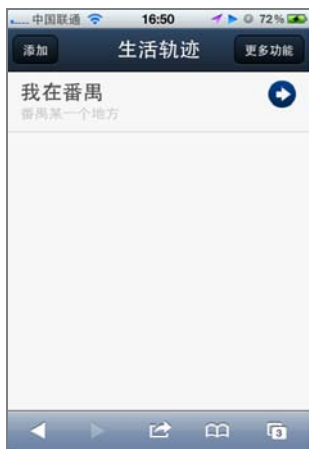 中国联通 16:50 72%
添加 生活轨迹 更多功能
我在番禺
番禺某一个地方
3